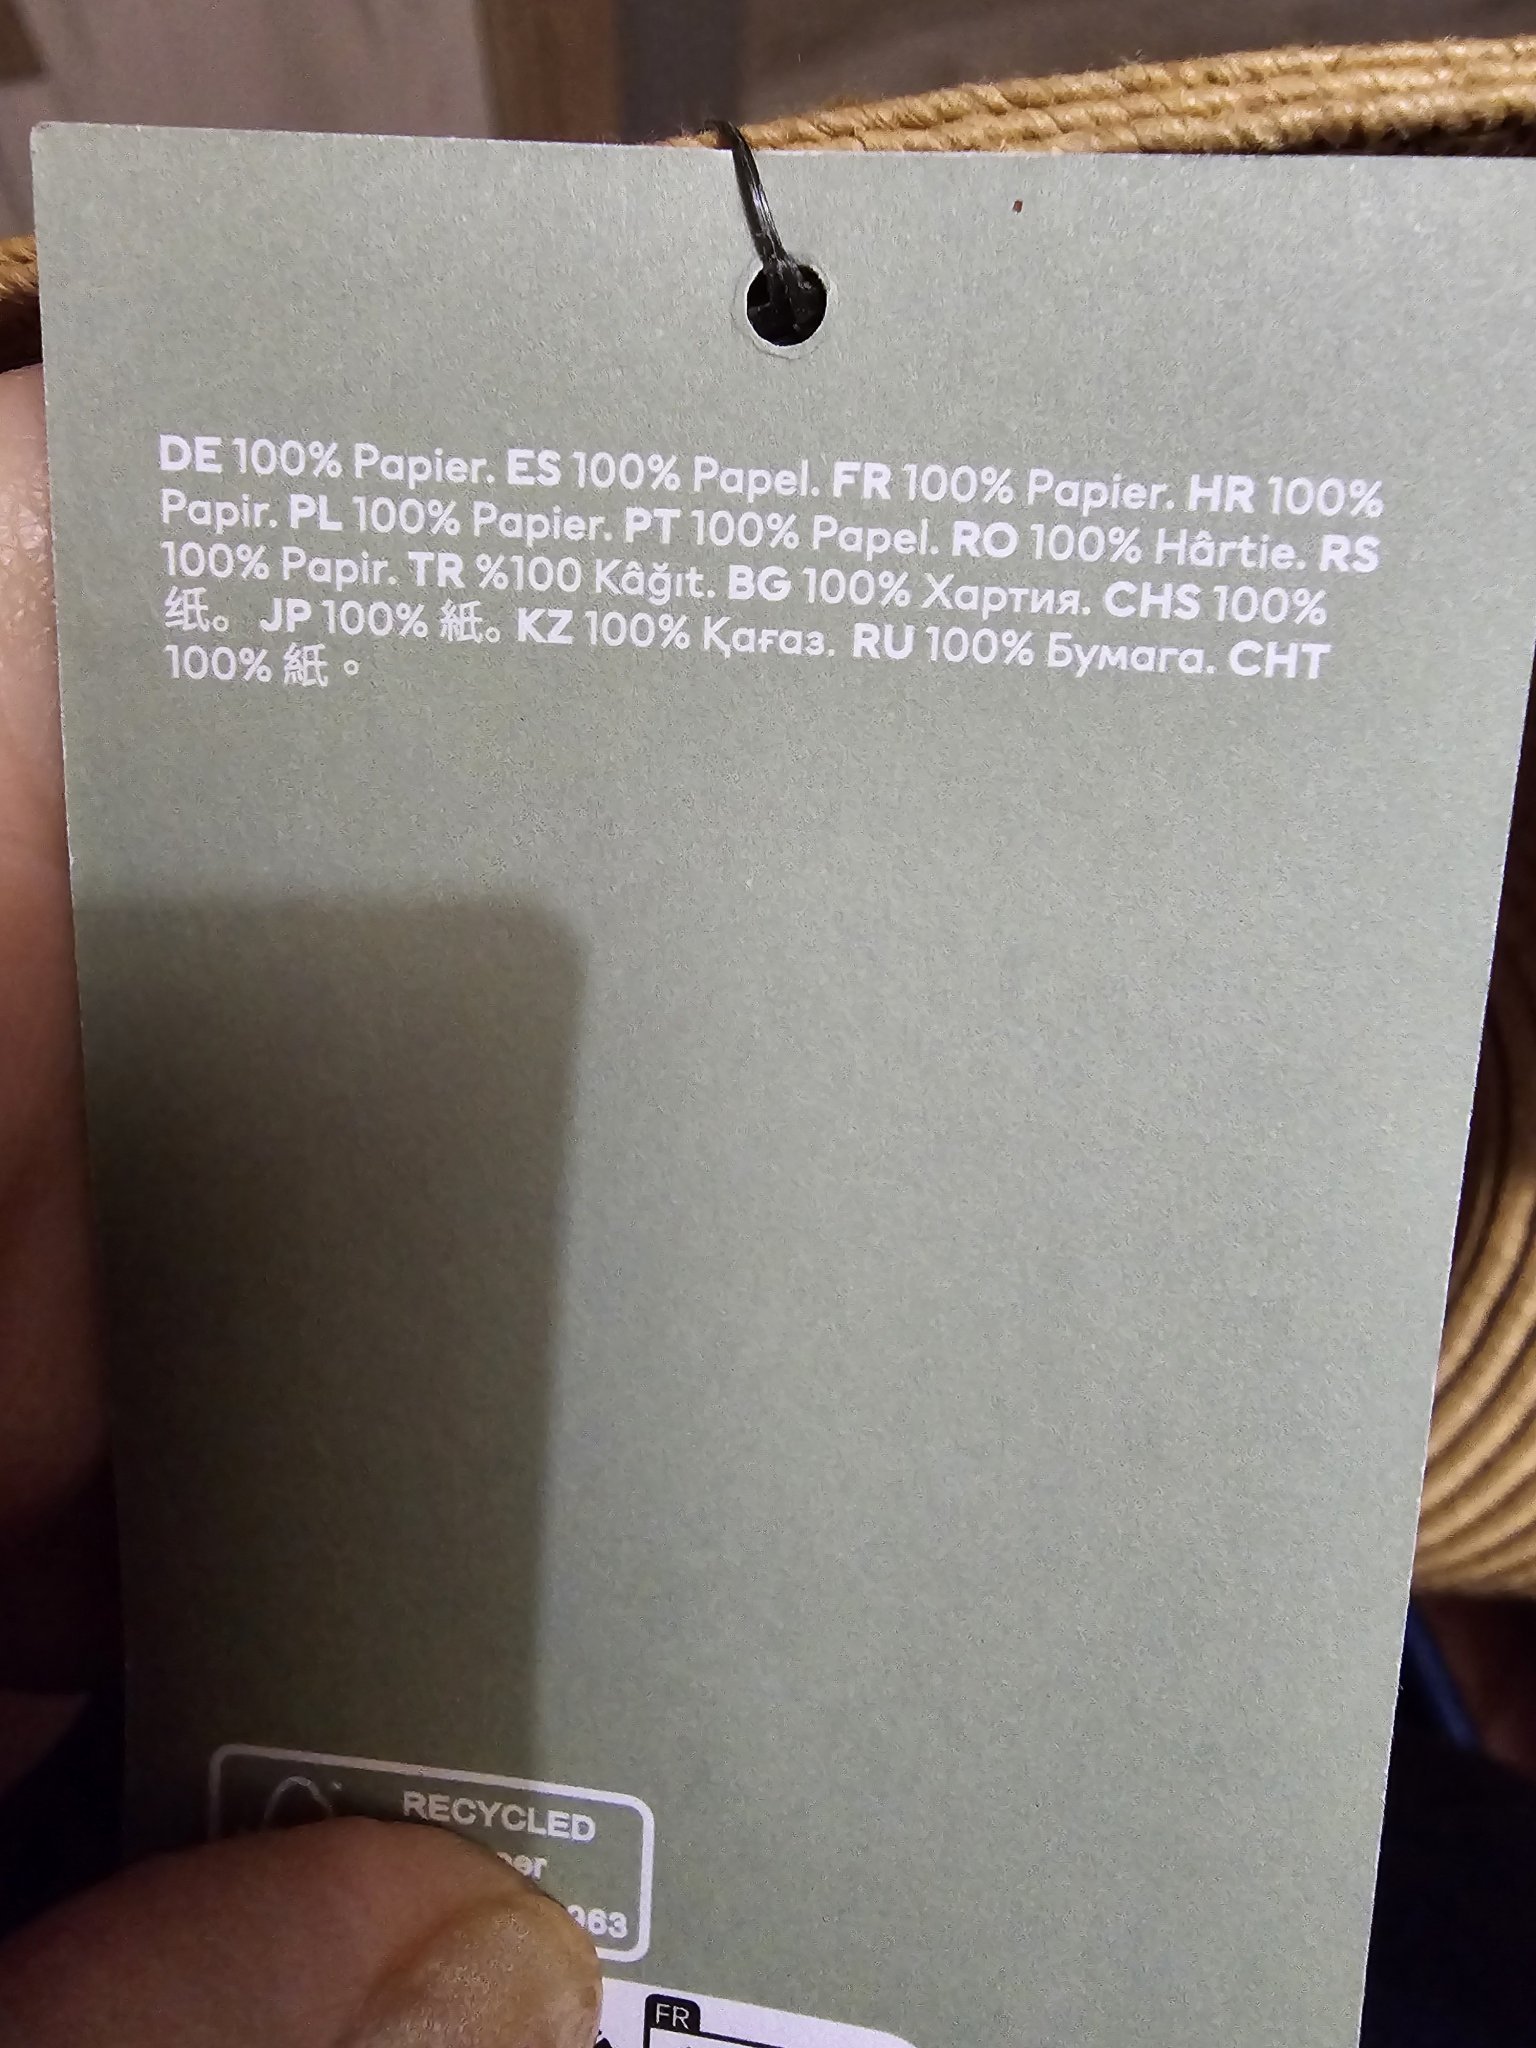 DE 100% Papier. ES 100% Papel. FR 100% Papier. HR 100%
Papir. PL 100% Papier. PT 100% Papel. RO 100% Hârtie. RS
100% Papir. TR %100 Kâğıt. BG 100% Хартия. CHS 100%
纸。 JP 100% 紙。 KZ 100% Қағаз. RU 100% Бумага. CHT
100% 紙。
RECYCLED
FR